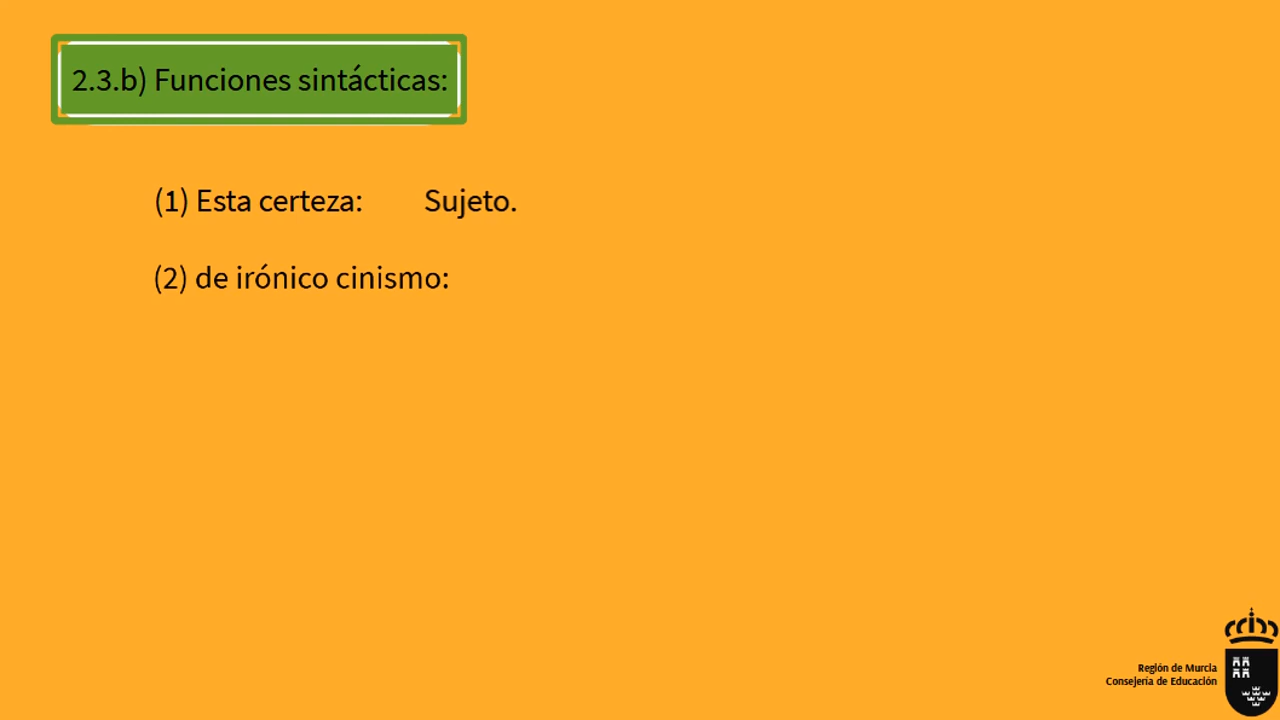 2.3.b) Funciones sintácticas:
(1) Esta certeza: Sujeto.
(2) de irónico cinismo:
Región de Murcia
Consejería de Educación